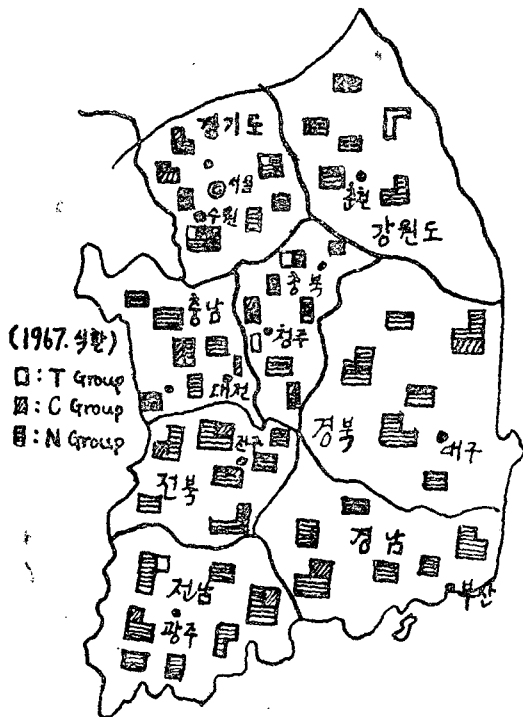 경기도
서울
수원
춘천
강원도
충북
충남
청주
(1967. 식환)
□ : T Group
▨ : C Group
▤ : N Group
대전
경북
대구
전주
전북
경남
부산
전남
광주